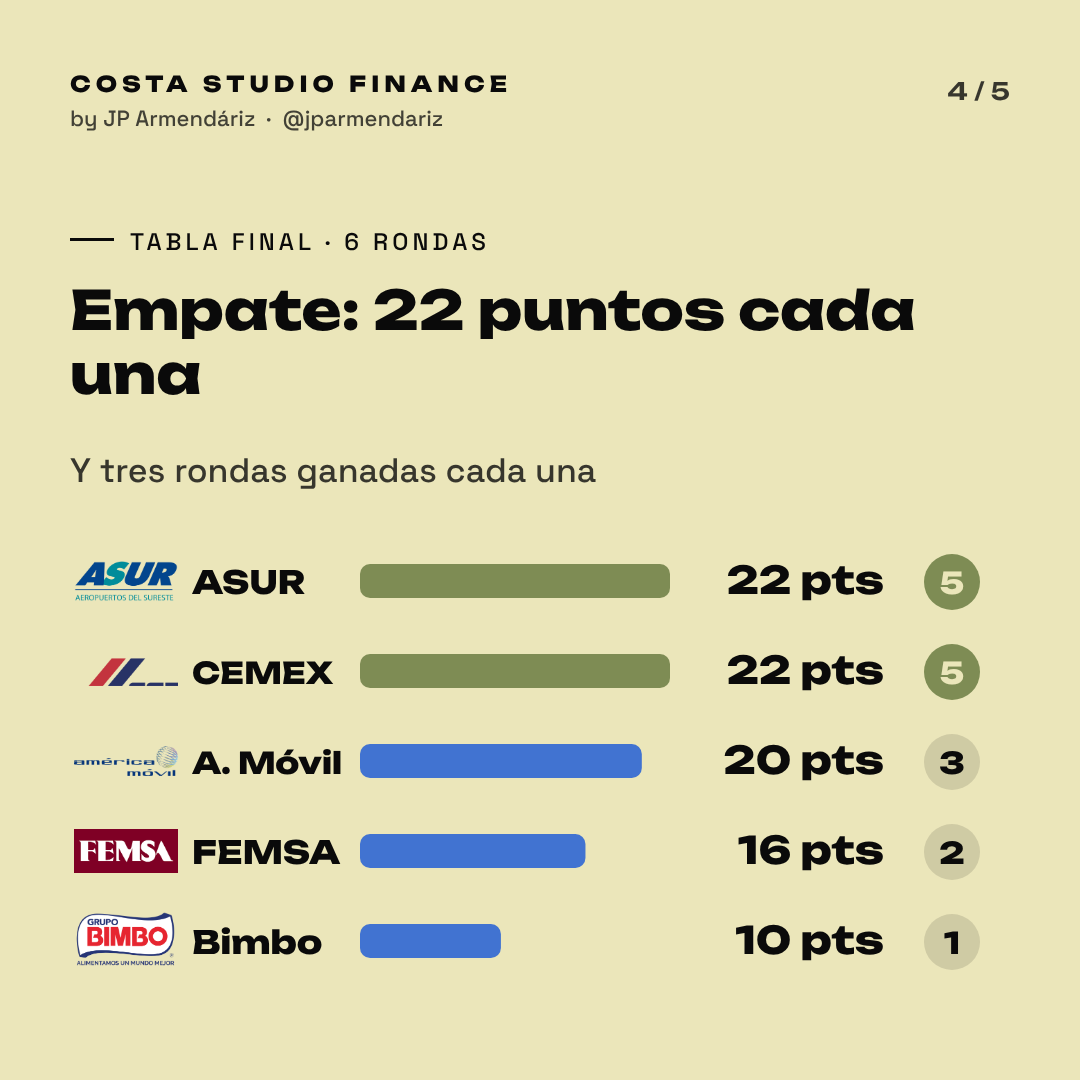 COSTA STUDIO FINANCE
by JP Armendáriz · @jparmendariz
4 / 5
TABLA FINAL · 6 RONDAS
Empate: 22 puntos cada
una
Y tres rondas ganadas cada una
ASUR
AEROPUERTOS DEL SURESTE
ASUR
22 pts
5
CEMEX
22 pts
5
américa
móvil
A. Móvil
20 pts
3
FEMSA
FEMSA
16 pts
2
GRUPO
BIMBO
®
ALIMENTAMOS UN MUNDO MEJOR
Bimbo
10 pts
1